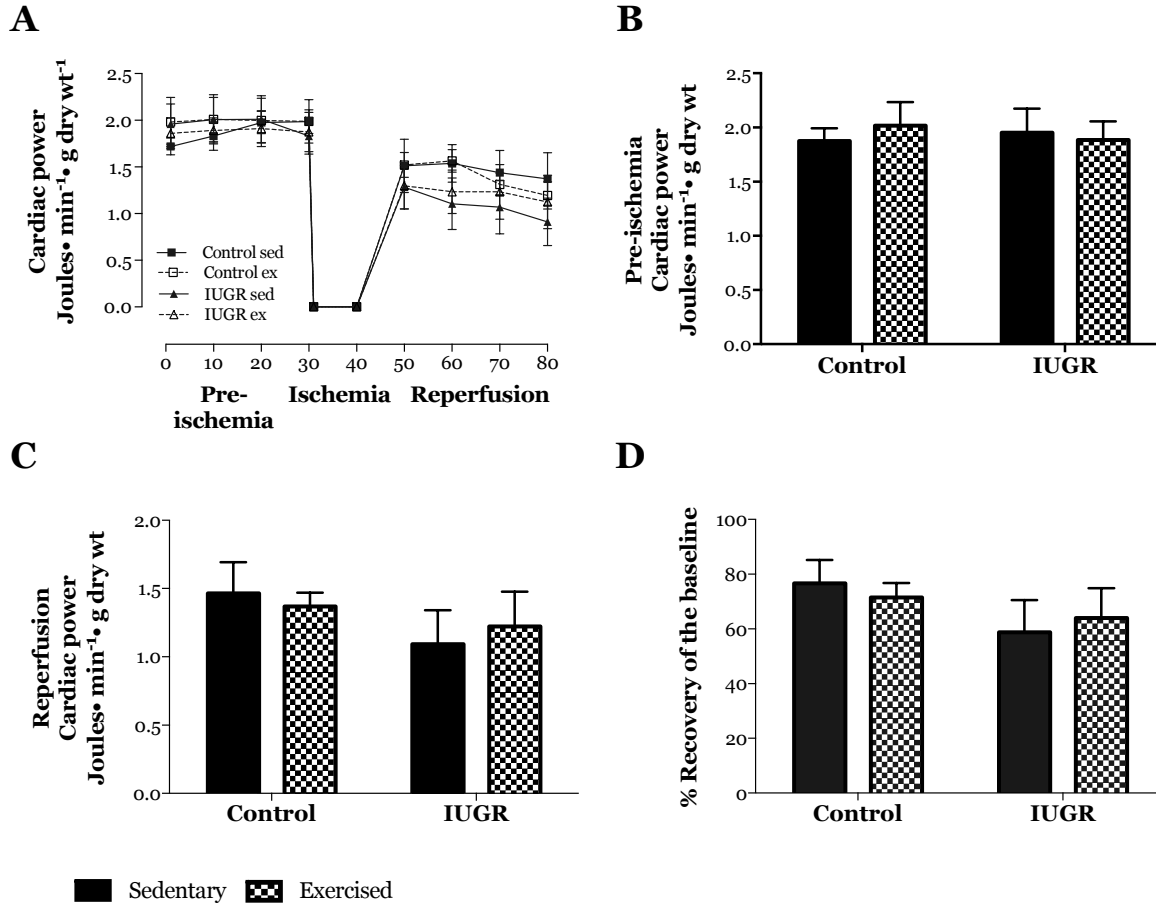 A
Cardiac power
Joules• min⁻¹• g dry wt⁻¹
2.5
2.0
1.5
1.0
0.5
0.0
Control sed
Control ex
IUGR sed
IUGR ex
0 10 20 30 40 50 60 70 80
Pre-
ischemia
Ischemia
Reperfusion
B
Pre-ischemia
Cardiac power
Joules• min⁻¹• g dry wt
2.5
2.0
1.5
1.0
0.5
0.0
Control IUGR
C
Reperfusion
Cardiac power
Joules• min⁻¹• g dry wt
2.0
1.5
1.0
0.5
0.0
Control IUGR
D
% Recovery of the baseline
100
80
60
40
20
0
Control IUGR
Sedentary Exercised